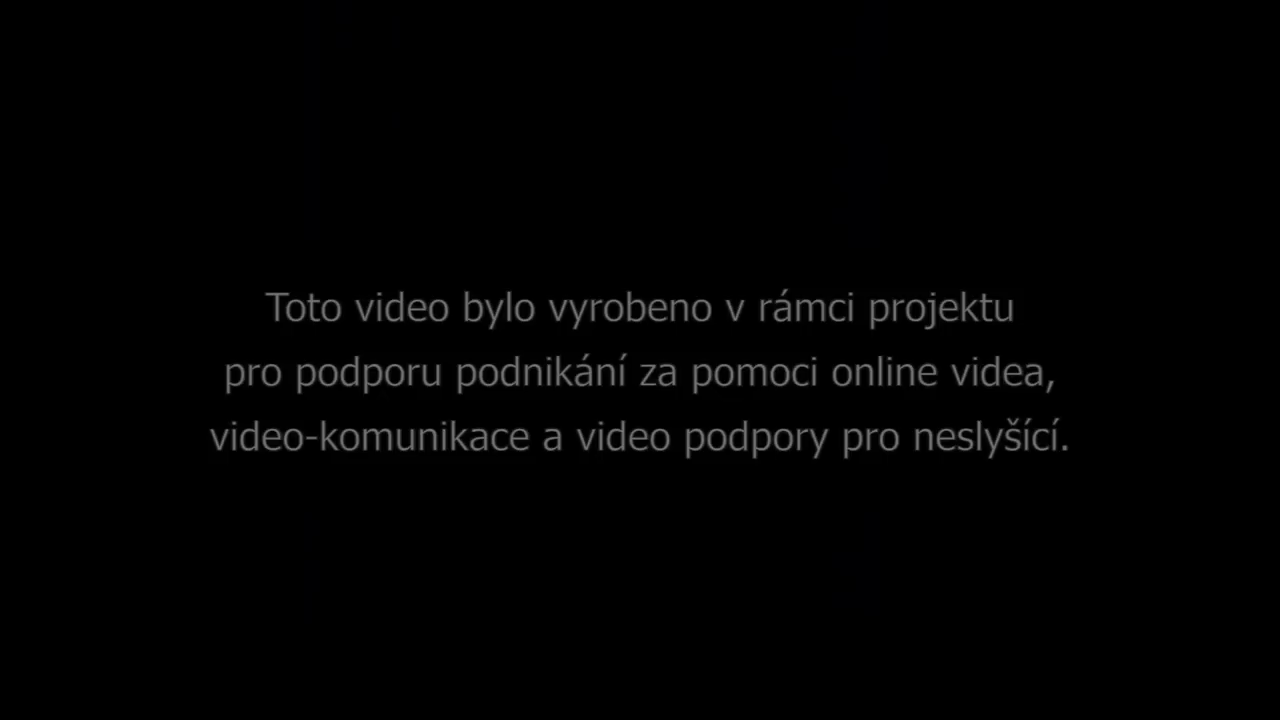 Toto video bylo vyrobeno v rámci projektu
pro podporu podnikání za pomoci online videa,
video-komunikace a video podpory pro neslyšící.